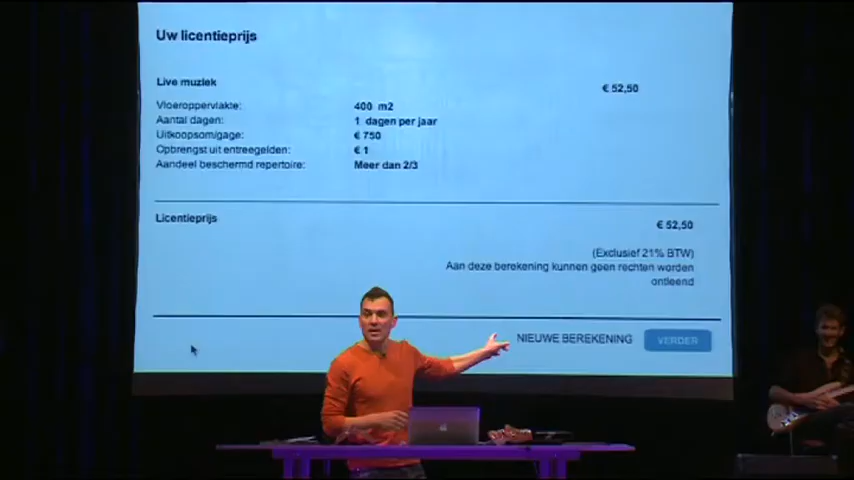 Uw licentieprijs
Live muziek € 52,50
Vloeroppervlakte: 400 m2
Aantal dagen: 1 dagen per jaar
Uitkoopsom/gage: € 750
Opbrengst uit entreegelden: € 1
Aandeel beschermd repertoire: Meer dan 2/3
Licentieprijs € 52,50
(Exclusief 21% BTW)
Aan deze berekening kunnen geen rechten worden
ontleend
NIEUWE BEREKENING VERDER